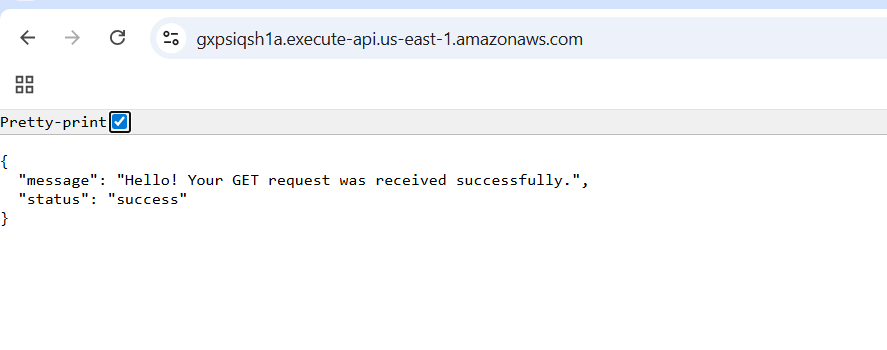 gxpsiqsh1a.execute-api.us-east-1.amazonaws.com
Pretty-print
{
  "message": "Hello! Your GET request was received successfully.",
  "status": "success"
}